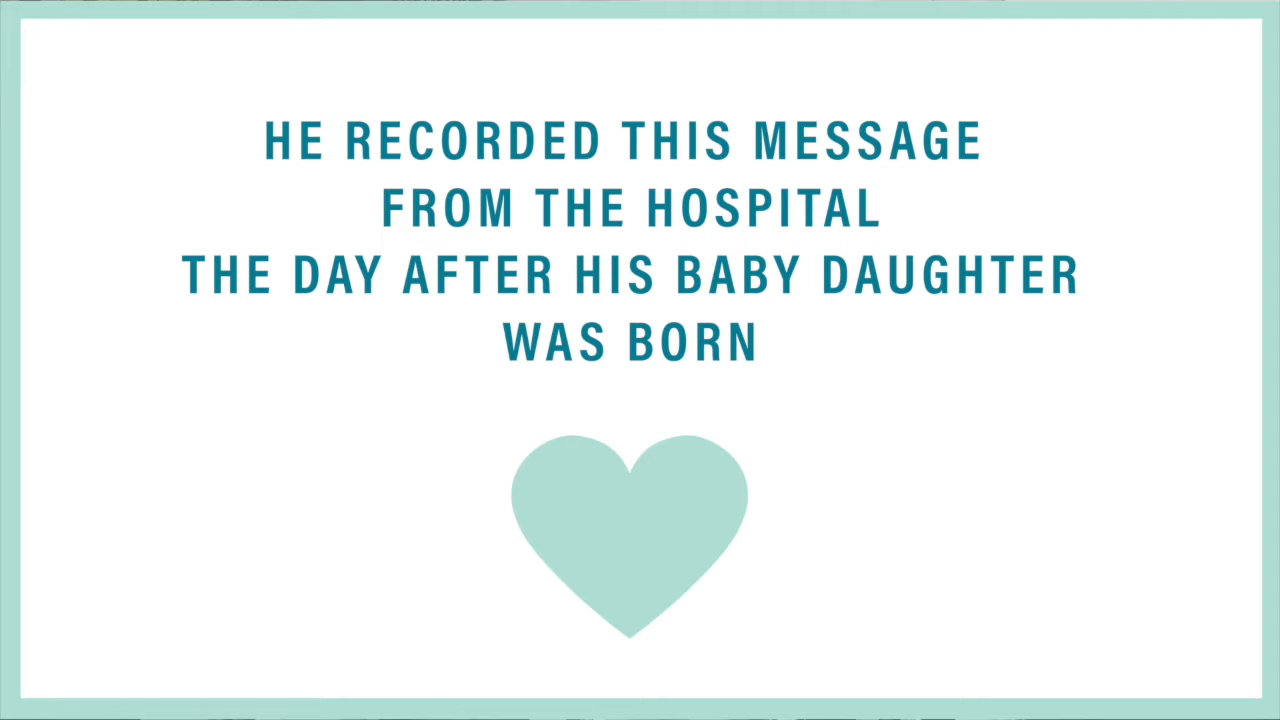 HE RECORDED THIS MESSAGE
FROM THE HOSPITAL
THE DAY AFTER HIS BABY DAUGHTER
WAS BORN